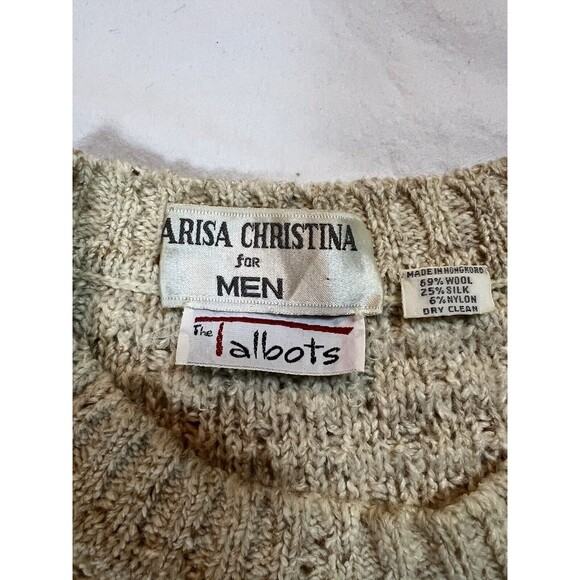 ARISA CHRISTINA
for
MEN
The Talbots
MADE IN HONGKONG
69% WOOL
25% SILK
6% NYLON
DRY CLEAN